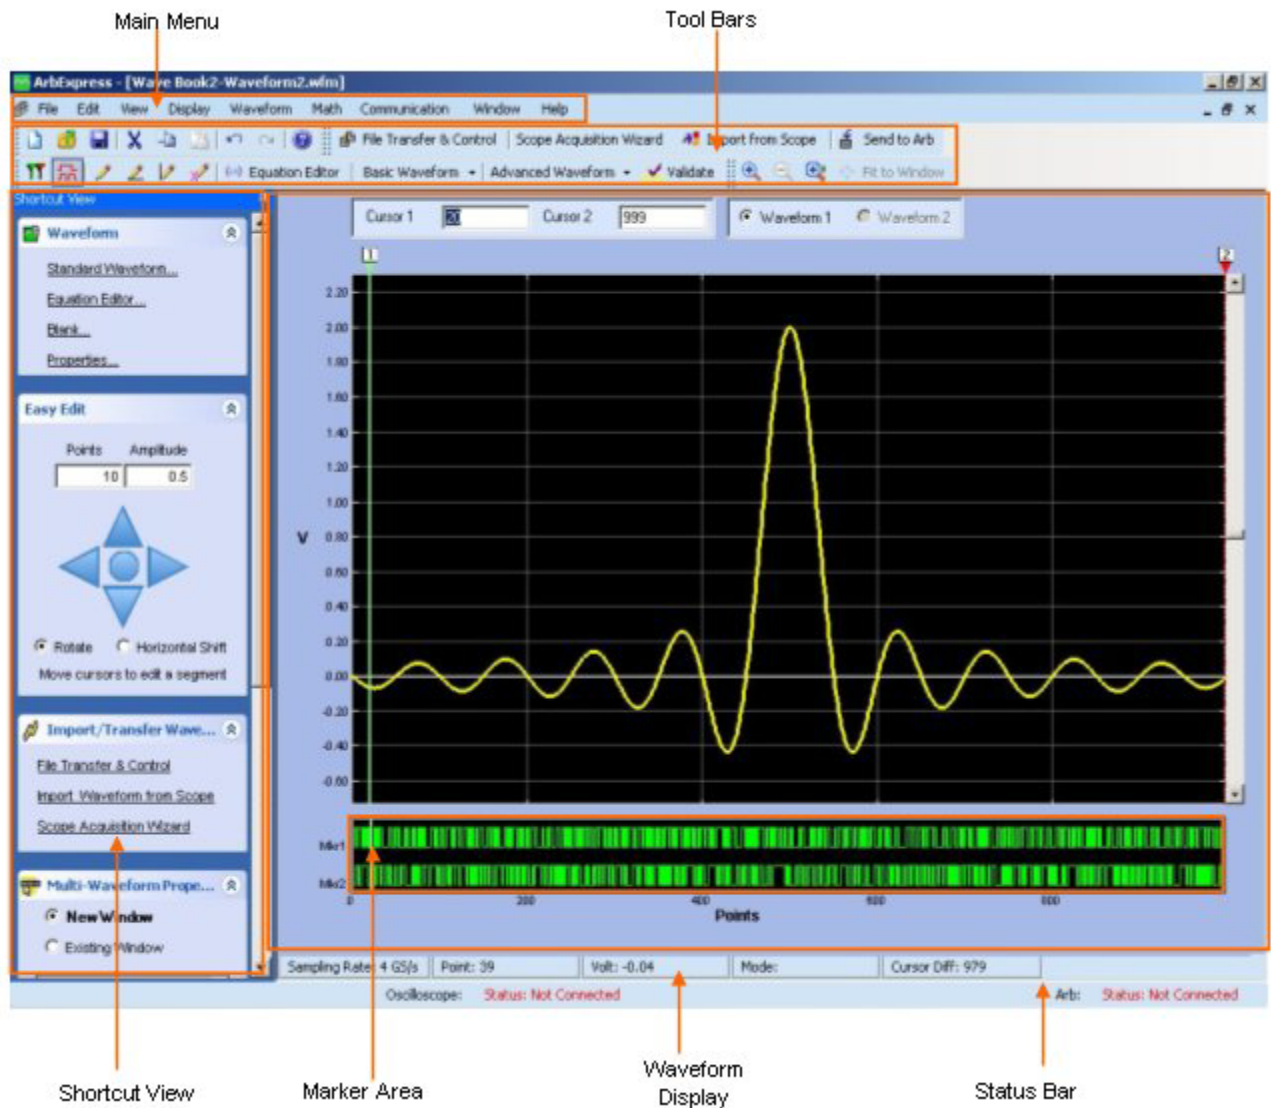 Main Menu
Tool Bars
ArbExpress - [Wave Book2-Waveform2.wfm]
File Edit View Display Waveform Math Communication Window Help
File Transfer & Control Scope Acquisition Wizard Import from Scope Send to Arb
Equation Editor Basic Waveform Advanced Waveform Validate Fit to Window
Shortcut View
Cursor 1 20 Cursor 2 999 Waveform 1 Waveform 2
Waveform
Standard Waveform...
Equation Editor...
Blank...
Properties...
Easy Edit
Points Amplitude
10 0.5
Rotate Horizontal Shift
Move cursors to edit a segment
Import/Transfer Wave...
File Transfer & Control
Import Waveform from Scope
Scope Acquisition Wizard
Multi-Waveform Prope...
New Window
Existing Window
1
2
2.20
2.00
1.80
1.60
1.40
1.20
1.00
V 0.80
0.60
0.40
0.20
0.00
-0.20
-0.40
-0.60
Mkr1
Mkr2
0 200 400 600 800
Points
Sampling Rate: 4 GS/s Point: 39 Volt: -0.04 Mode: Cursor Diff: 979
Oscilloscope: Status: Not Connected Arb: Status: Not Connected
Shortcut View
Marker Area
Waveform
Display
Status Bar